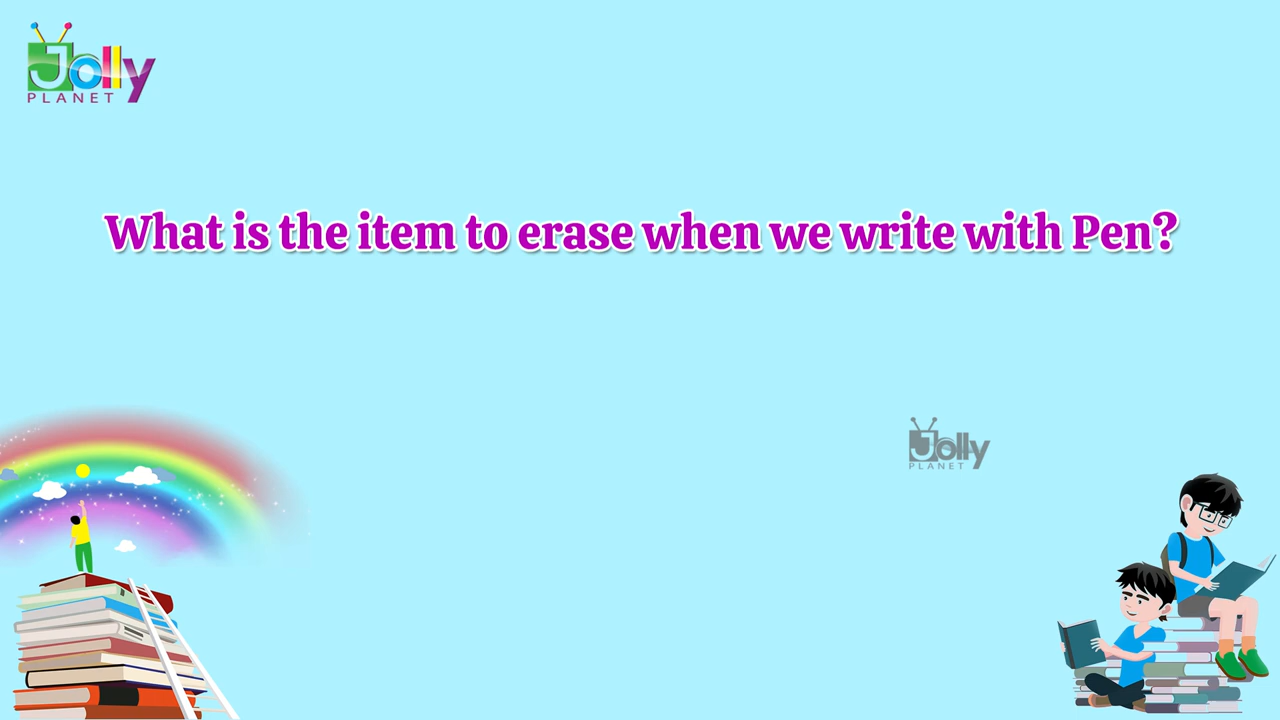 Jolly
PLANET
What is the item to erase when we write with Pen?
Jolly
PLANET